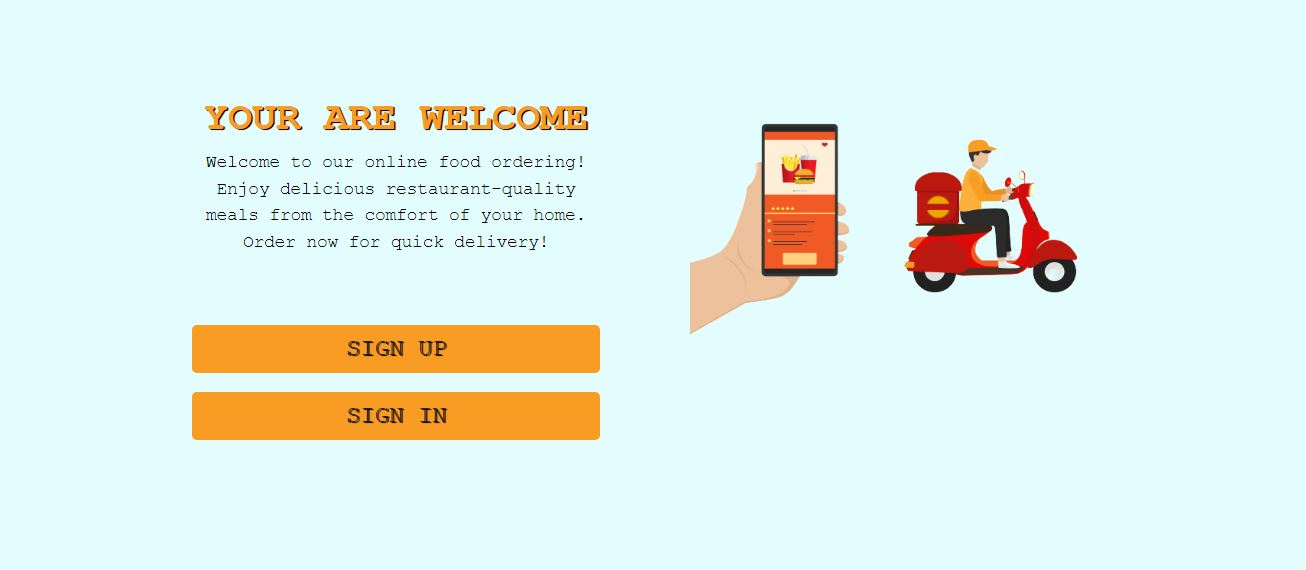 YOUR ARE WELCOME
Welcome to our online food ordering!
Enjoy delicious restaurant-quality
meals from the comfort of your home.
Order now for quick delivery!
SIGN UP
SIGN IN